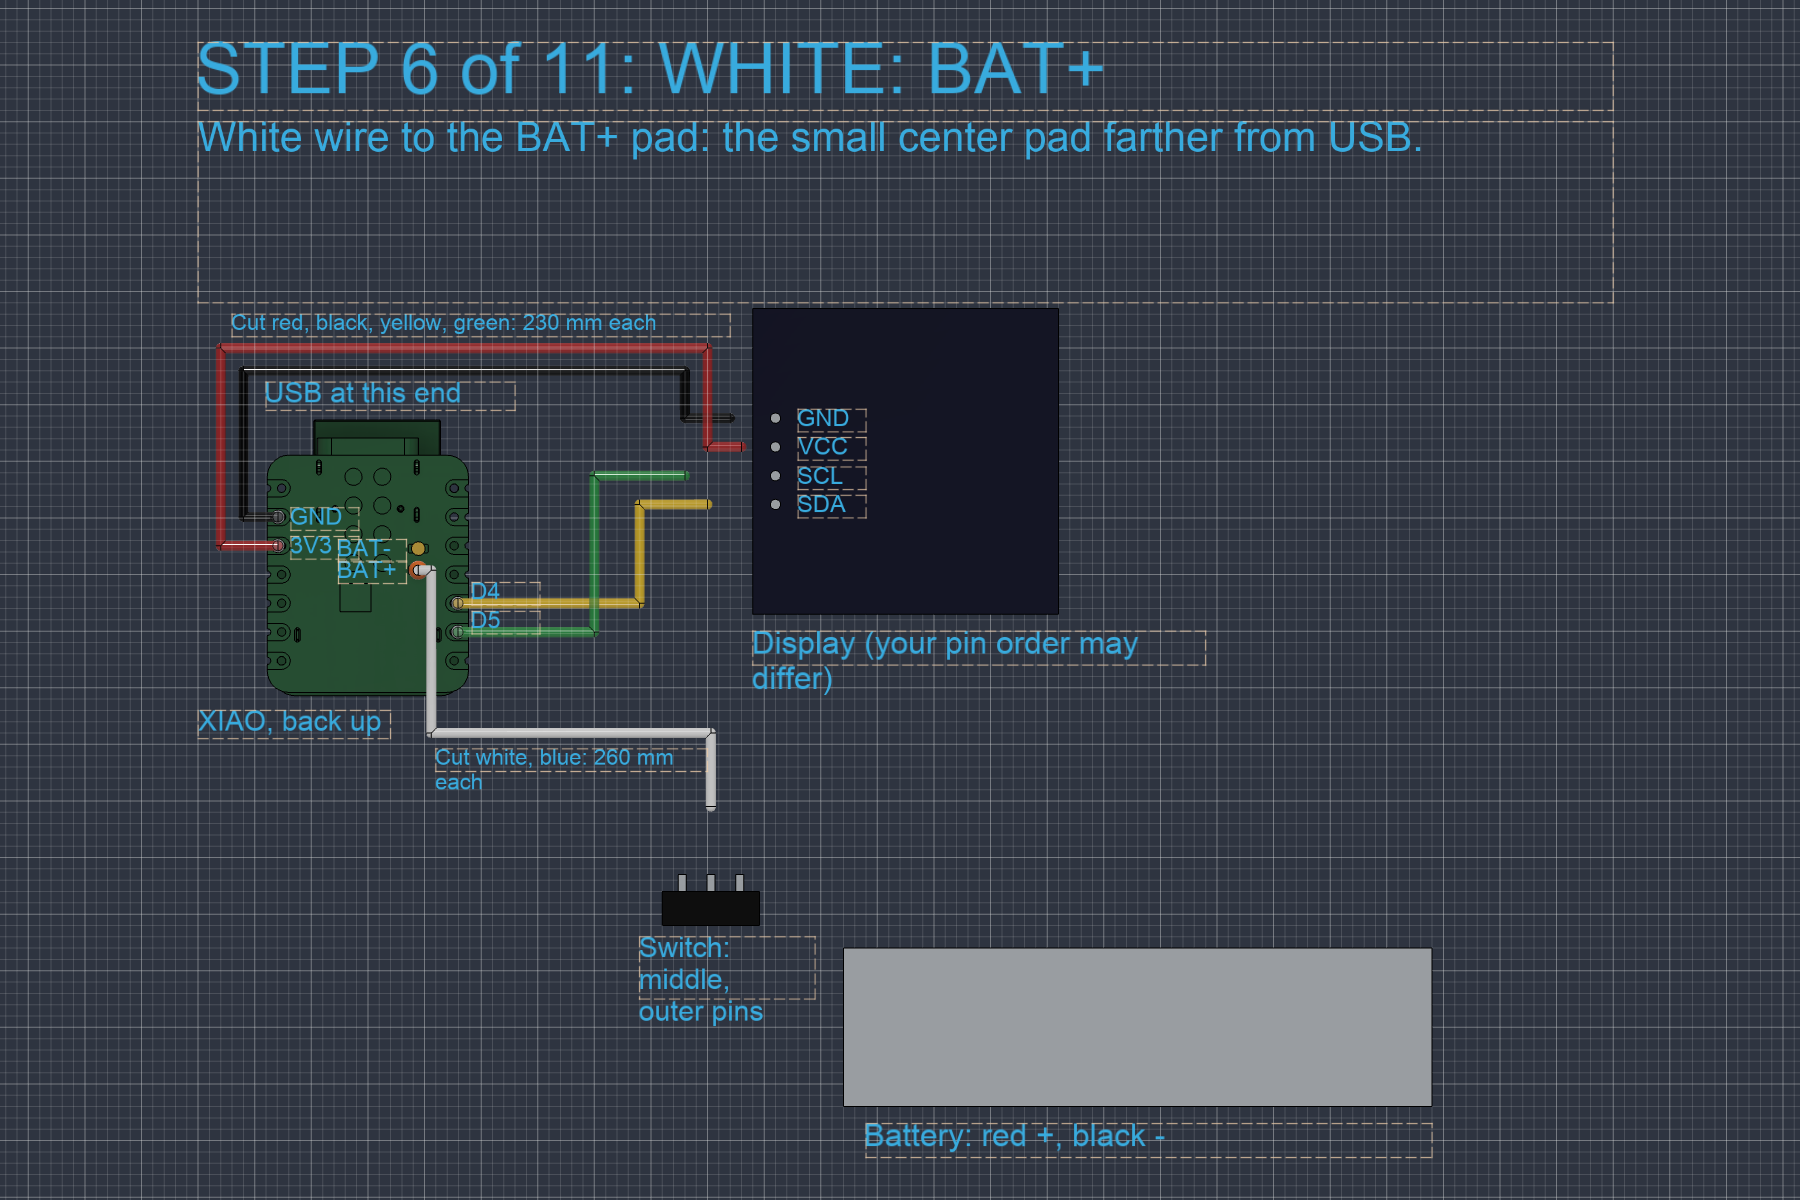 STEP 6 of 11: WHITE: BAT+
White wire to the BAT+ pad: the small center pad farther from USB.
Cut red, black, yellow, green: 230 mm each
USB at this end
GND
VCC
SCL
SDA
GND
3V3
BAT-
BAT+
D4
D5
Display (your pin order may
differ)
XIAO, back up
Cut white, blue: 260 mm
each
Switch:
middle,
outer pins
Battery: red +, black -